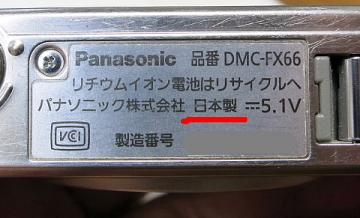 Panasonic 品番 DMC-FX66
リチウムイオン電池はリサイクルへ
パナソニック株式会社 日本製 ⎓5.1V
VCI
製造番号